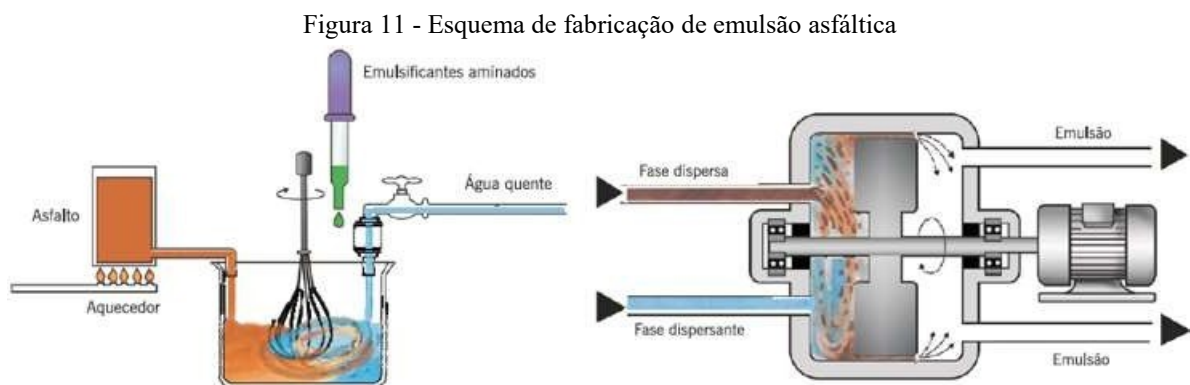 Figura 11 - Esquema de fabricação de emulsão asfáltica
Emulsificantes aminados
Asfalto
Água quente
Aquecedor
Fase dispersa
Emulsão
Fase dispersante
Emulsão